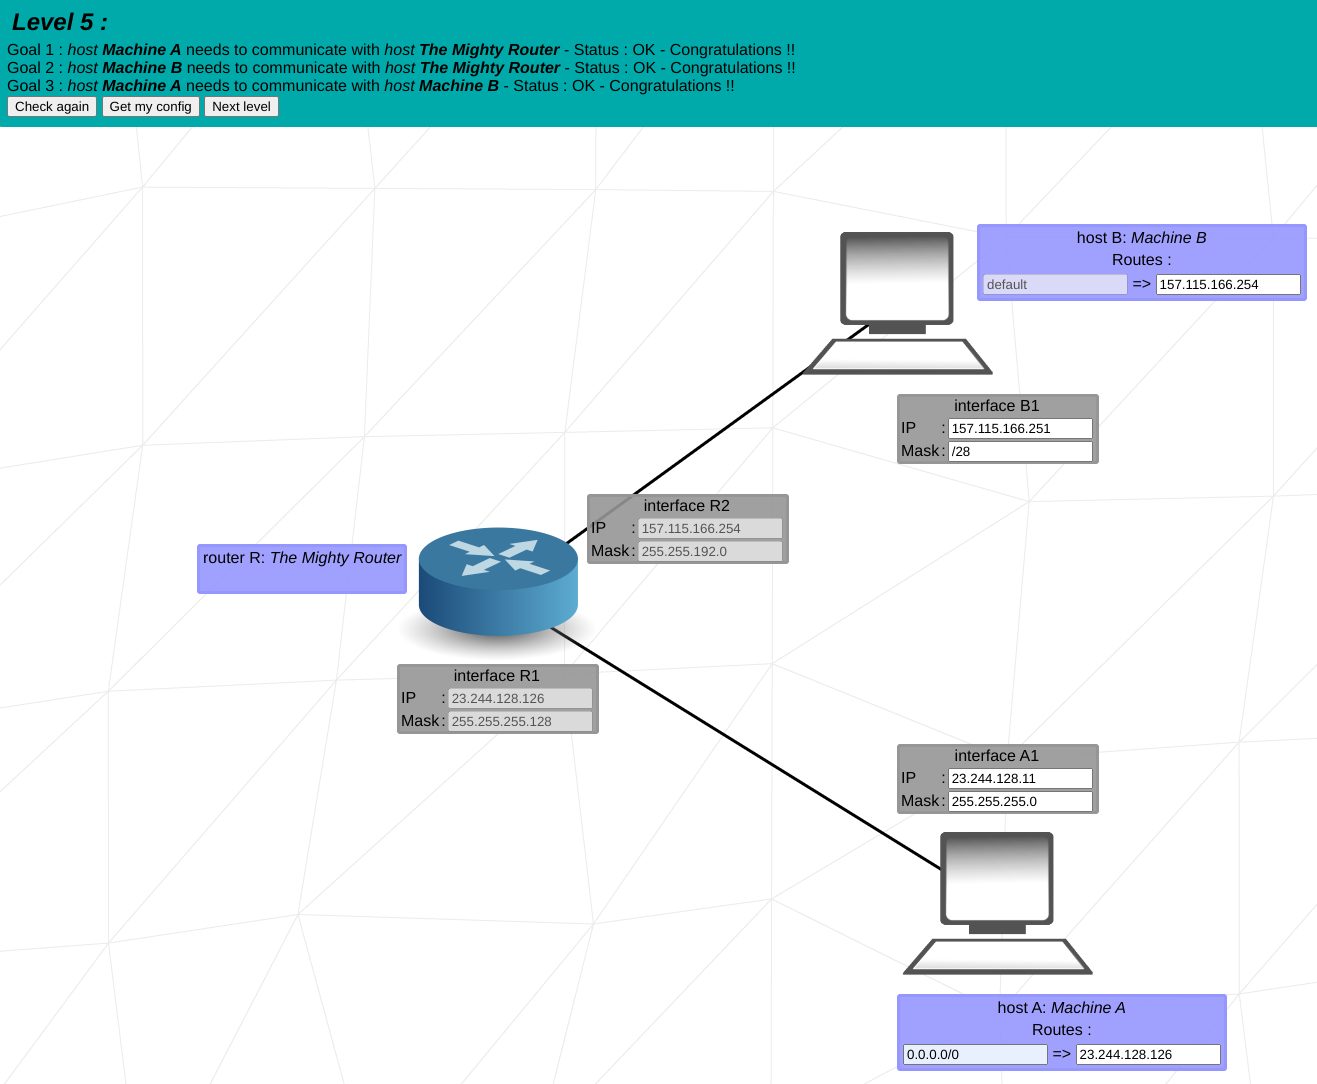 Level 5 :
Goal 1 : host Machine A needs to communicate with host The Mighty Router - Status : OK - Congratulations !!
Goal 2 : host Machine B needs to communicate with host The Mighty Router - Status : OK - Congratulations !!
Goal 3 : host Machine A needs to communicate with host Machine B - Status : OK - Congratulations !!
Check again Get my config Next level
host B: Machine B
Routes :
default => 157.115.166.254
interface B1
IP : 157.115.166.251
Mask : /28
interface R2
IP : 157.115.166.254
Mask : 255.255.192.0
router R: The Mighty Router
interface R1
IP : 23.244.128.126
Mask : 255.255.255.128
interface A1
IP : 23.244.128.11
Mask : 255.255.255.0
host A: Machine A
Routes :
0.0.0.0/0 => 23.244.128.126